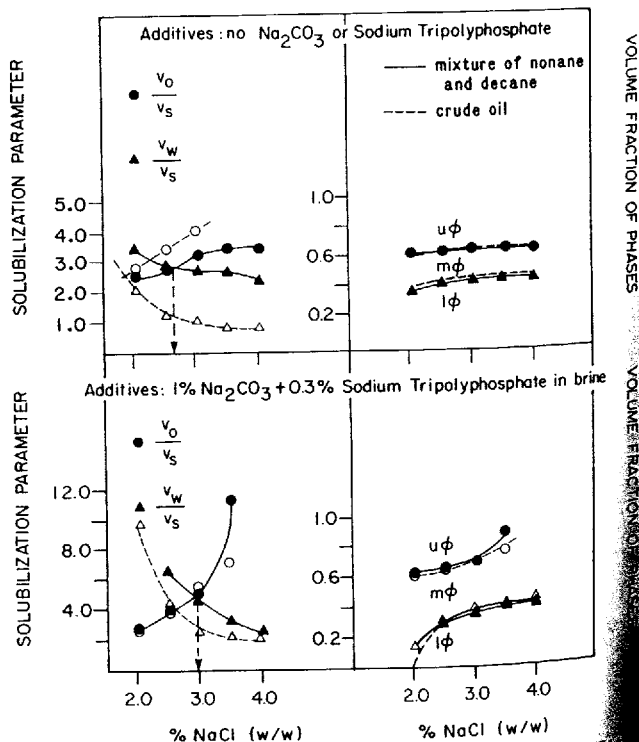 Additives : no Na2CO3 or Sodium Tripolyphosphate
SOLUBILIZATION PARAMETER
VO/VS
VW/VS
5.0
4.0
3.0
2.0
1.0
mixture of nonane
and decane
crude oil
1.0
0.6
0.2
uφ
mφ
lφ
VOLUME FRACTION OF PHASES
Additives: 1% Na2CO3 + 0.3% Sodium Tripolyphosphate in brine
SOLUBILIZATION PARAMETER
VO/VS
VW/VS
12.0
8.0
4.0
2.0 3.0 4.0
% NaCl (w/w)
1.0
0.6
0.2
uφ
mφ
lφ
2.0 3.0 4.0
% NaCl (w/w)
VOLUME FRACTION OF PHASES